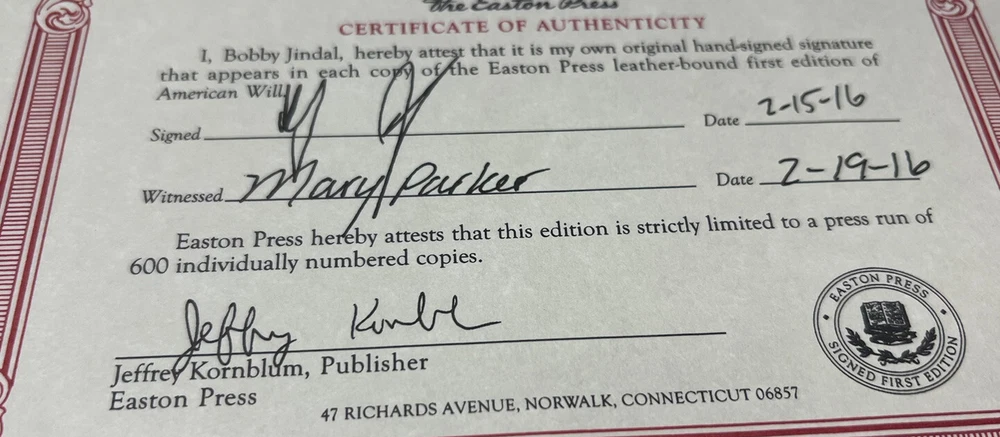 The Easton Press
CERTIFICATE OF AUTHENTICITY
I, Bobby Jindal, hereby attest that it is my own original hand-signed signature
that appears in each copy of the Easton Press leather-bound first edition of
American Will.
Signed
Date 2-15-16
Witnessed Mary Parker
Date 2-19-16
Easton Press hereby attests that this edition is strictly limited to a press run of
600 individually numbered copies.
Jeffrey Kornblum, Publisher
Easton Press
47 RICHARDS AVENUE, NORWALK, CONNECTICUT 06857
EASTON PRESS
SIGNED FIRST EDITION